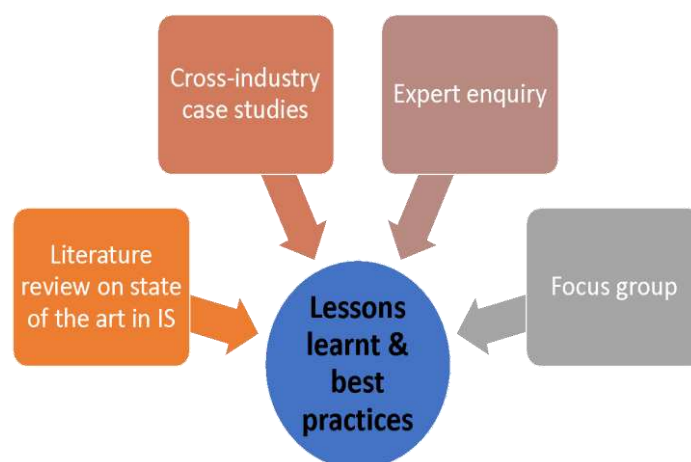 Cross-industry
case studies
Expert enquiry
Literature
review on state
of the art in IS
Focus group
Lessons
learnt &
best
practices